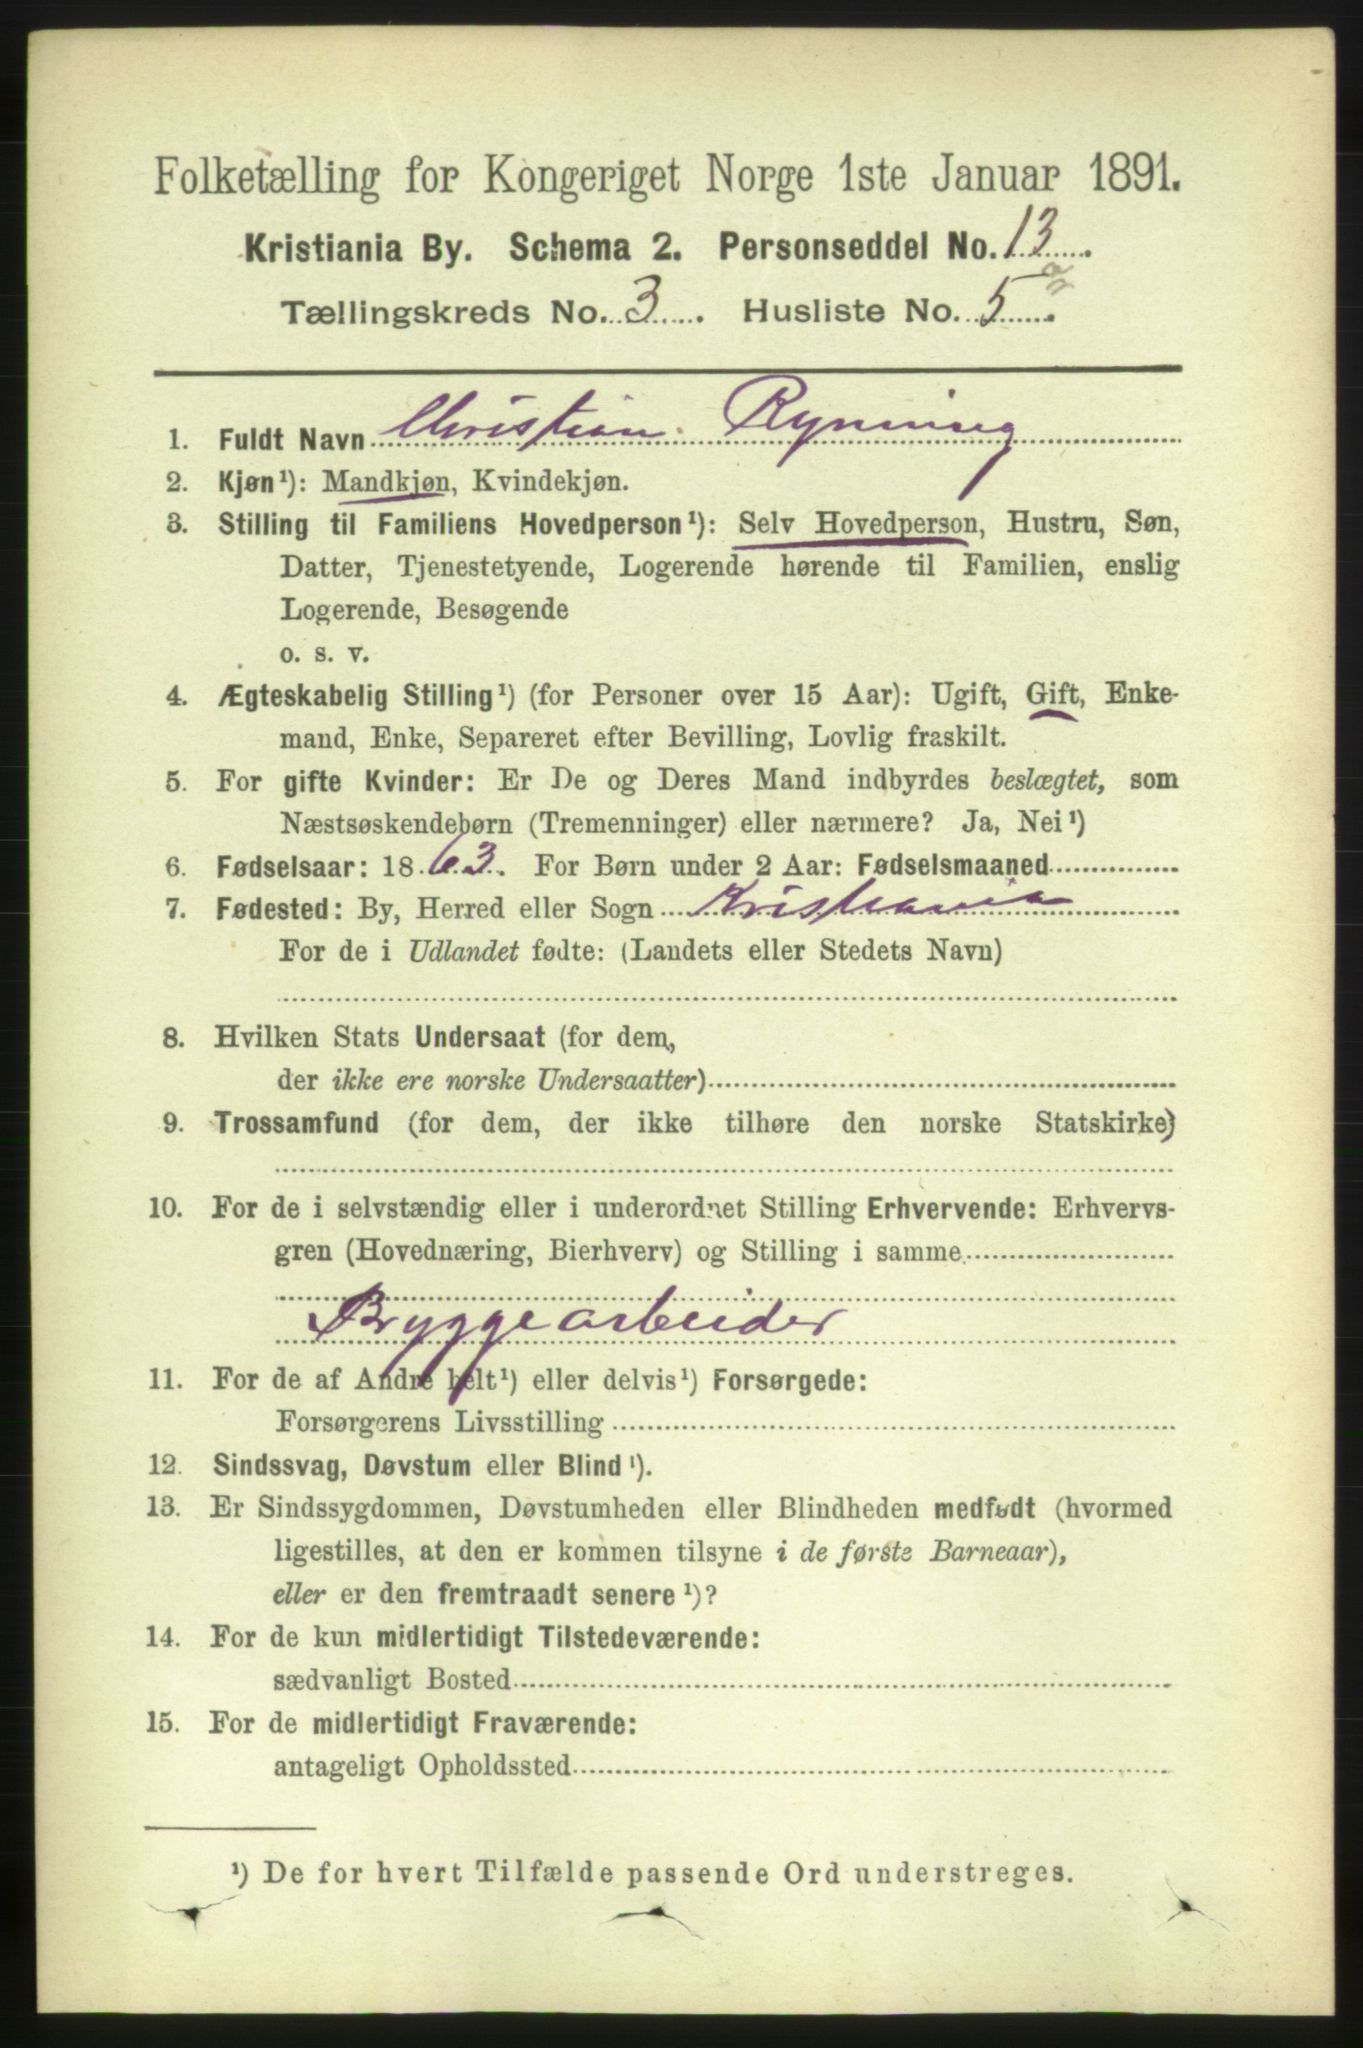 Folketælling for Kongeriget Norge 1ste Januar 1891.
Kristiania By. Schema 2. Personseddel No. 13
Tællingskreds No. 3. Husliste No. 5.
1. Fuldt Navn Christian Ryning
2. Kjøn¹): Mandkjøn, Kvindekjøn.
3. Stilling til Familiens Hovedperson¹): Selv Hovedperson, Hustru, Søn,
Datter, Tjenestetyende, Logerende hørende til Familien, enslig
Logerende, Besøgende
o. s. v.
4. Ægteskabelig Stilling¹) (for Personer over 15 Aar): Ugift, Gift, Enke-
mand, Enke, Separeret efter Bevilling, Lovlig fraskilt.
5. For gifte Kvinder: Er De og Deres Mand indbyrdes beslægtet, som
Næstsøskendebørn (Tremenninger) eller nærmere? Ja, Nei¹)
6. Fødselsaar: 1863. For Børn under 2 Aar: Fødselsmaaned
7. Fødested: By, Herred eller Sogn Kristiania
For de i Udlandet fødte: (Landets eller Stedets Navn)
8. Hvilken Stats Undersaat (for dem,
der ikke ere norske Undersaatter)
9. Trossamfund (for dem, der ikke tilhøre den norske Statskirke)
10. For de i selvstændig eller i underordnet Stilling Erhvervende: Erhvervs-
gren (Hovednæring, Bierhverv) og Stilling i samme
Bryggearbeider
11. For de af Andre helt¹) eller delvis¹) Forsørgede:
Forsørgerens Livsstilling
12. Sindssvag, Døvstum eller Blind¹).
13. Er Sindssygdommen, Døvstumheden eller Blindheden medfødt (hvormed
ligestilles, at den er kommen tilsyne i de første Barneaar),
eller er den fremtraadt senere¹)?
14. For de kun midlertidigt Tilstedeværende:
sædvanligt Bosted
15. For de midlertidigt Fraværende:
antageligt Opholdssted
¹) De for hvert Tilfælde passende Ord understreges.